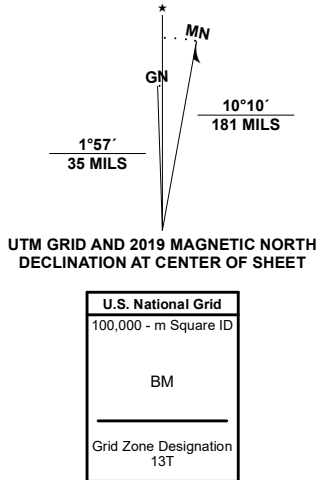 ★
MN
GN
10°10´
181 MILS
1°57´
35 MILS
UTM GRID AND 2019 MAGNETIC NORTH
DECLINATION AT CENTER OF SHEET
U.S. National Grid
100,000 - m Square ID
BM
Grid Zone Designation
13T